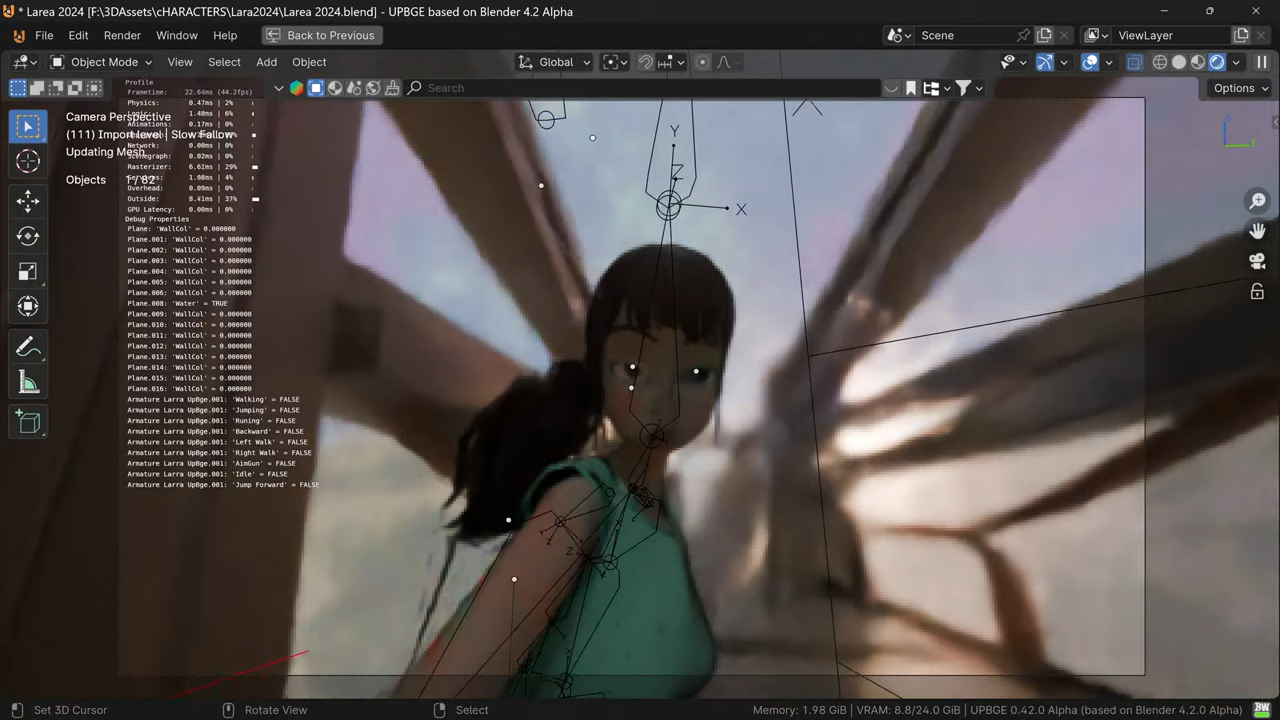 * Larea 2024 [F:\3DAssets\cHARACTERS\Lara2024\Larea 2024.blend] - UPBGE based on Blender 4.2 Alpha
File Edit Render Window Help Back to Previous Scene ViewLayer
Object Mode View Select Add Object Global
Search Options
Profile
Frametime: 22.64ms (44.2fps)
Physics: 0.47ms | 2%
1.48ms | 6%
Animations: 0.17ms
Camera Perspective
(111) Import level | Slow Follow
Network: 0.00ms | 0%
Updating Mesh
Scenegraph: 0.02ms | 0%
Rasterizer: 6.61ms | 29%
1.08ms | 4%
Objects 1 / 82
Overhead: 0.09ms | 0%
Outside: 8.41ms | 37%
GPU Latency: 0.00ms | 0%
Debug Properties
Plane: 'WallCol' = 0.000000
Plane.001: 'WallCol' = 0.000000
Plane.002: 'WallCol' = 0.000000
Plane.003: 'WallCol' = 0.000000
Plane.004: 'WallCol' = 0.000000
Plane.005: 'WallCol' = 0.000000
Plane.006: 'WallCol' = 0.000000
Plane.008: 'Water' = TRUE
Plane.009: 'WallCol' = 0.000000
Plane.010: 'WallCol' = 0.000000
Plane.011: 'WallCol' = 0.000000
Plane.012: 'WallCol' = 0.000000
Plane.013: 'WallCol' = 0.000000
Plane.014: 'WallCol' = 0.000000
Plane.015: 'WallCol' = 0.000000
Plane.016: 'WallCol' = 0.000000
Armature Larra UpBge.001: 'Walking' = FALSE
Armature Larra UpBge.001: 'Jumping' = FALSE
Armature Larra UpBge.001: 'Runing' = FALSE
Armature Larra UpBge.001: 'Backward' = FALSE
Armature Larra UpBge.001: 'Left Walk' = FALSE
Armature Larra UpBge.001: 'Right Walk' = FALSE
Armature Larra UpBge.001: 'AimGun' = FALSE
Armature Larra UpBge.001: 'Idle' = FALSE
Armature Larra UpBge.001: 'Jump Forward' = FALSE
Y
Z
X
Set 3D Cursor Rotate View Select Memory: 1.98 GiB | VRAM: 8.8/24.0 GiB | UPBGE 0.42.0 Alpha (based on Blender 4.2.0 Alpha)